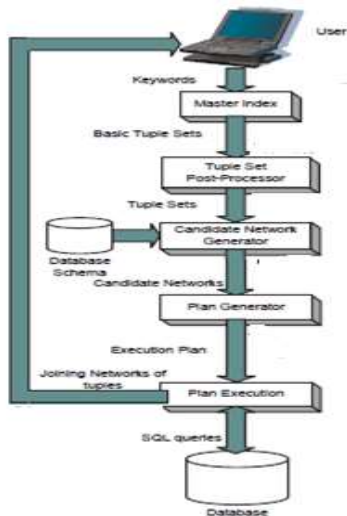 User
Keywords
Master Index
Basic Tuple Sets
Tuple Set
Post-Processor
Tuple Sets
Candidate Network
Generator
Database
Schema
Candidate Networks
Plan Generator
Execution Plan
Joining Networks of
tuples
Plan Execution
SQL queries
Database